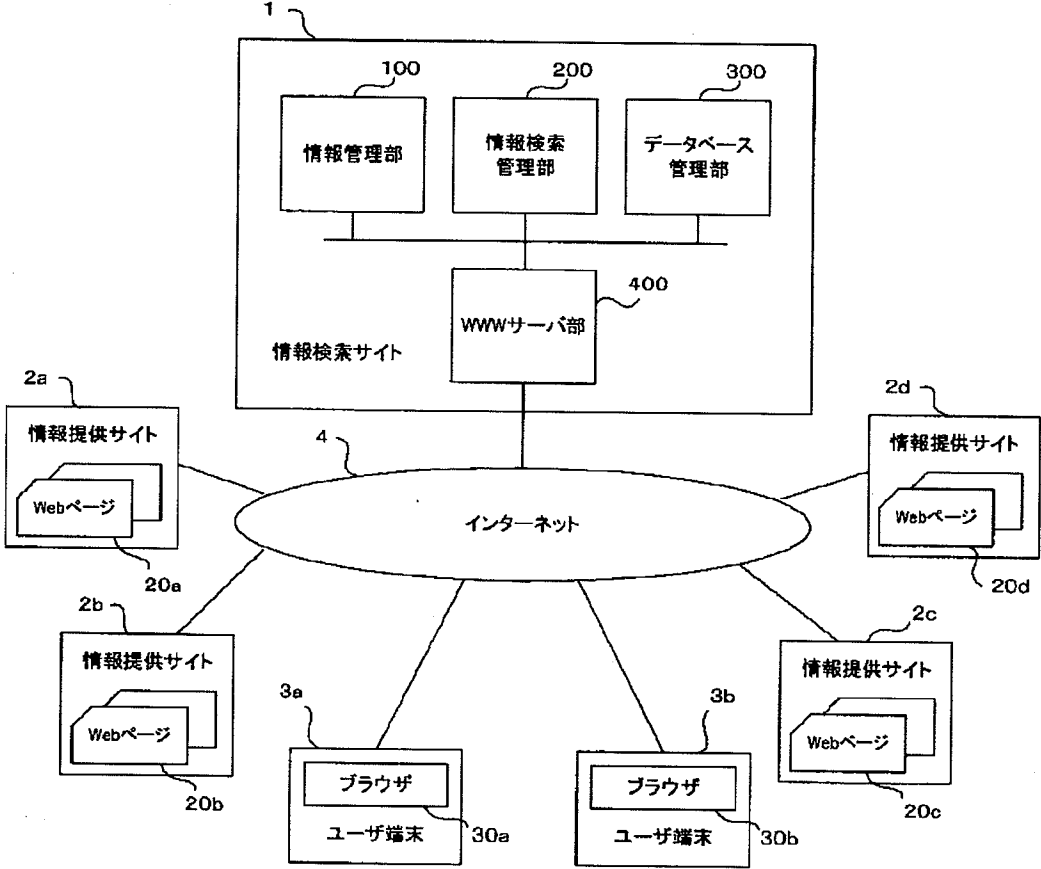 1
100
200
300
情報管理部
情報検索
管理部
データベース
管理部
400
WWWサーバ部
情報検索サイト
2a
情報提供サイト
Webページ
20a
2d
情報提供サイト
Webページ
20d
4
インターネット
2b
情報提供サイト
Webページ
20b
2c
情報提供サイト
Webページ
20c
3a
ブラウザ
30a
ユーザ端末
3b
ブラウザ
30b
ユーザ端末